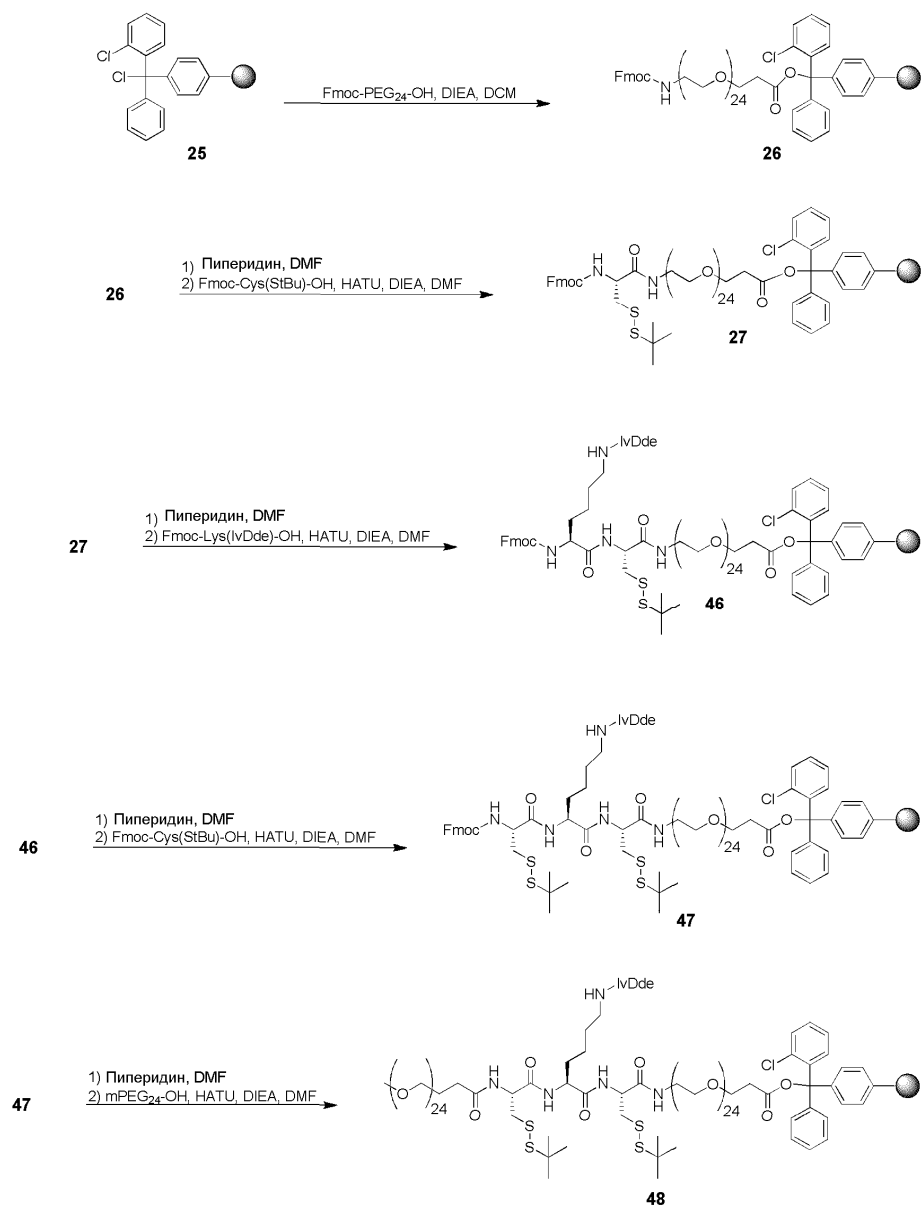 Cl
Cl
25
Fmoc-PEG24-OH, DIEA, DCM
Fmoc
N
H
O
24
O
O
Cl
26
26
1) Пиперидин, DMF
2) Fmoc-Cys(StBu)-OH, HATU, DIEA, DMF
Fmoc
H
N
O
N
H
S
S
O
24
O
O
Cl
27
27
1) Пиперидин, DMF
2) Fmoc-Lys(IvDde)-OH, HATU, DIEA, DMF
HN
IvDde
Fmoc
N
H
O
H
N
O
N
H
S
S
O
24
O
O
Cl
46
46
1) Пиперидин, DMF
2) Fmoc-Cys(StBu)-OH, HATU, DIEA, DMF
HN
IvDde
Fmoc
H
N
O
N
H
O
H
N
O
N
H
S
S
S
S
O
24
O
O
Cl
47
47
1) Пиперидин, DMF
2) mPEG24-OH, HATU, DIEA, DMF
HN
IvDde
O
24
O
H
N
O
N
H
O
H
N
O
N
H
S
S
S
S
O
24
O
O
Cl
48